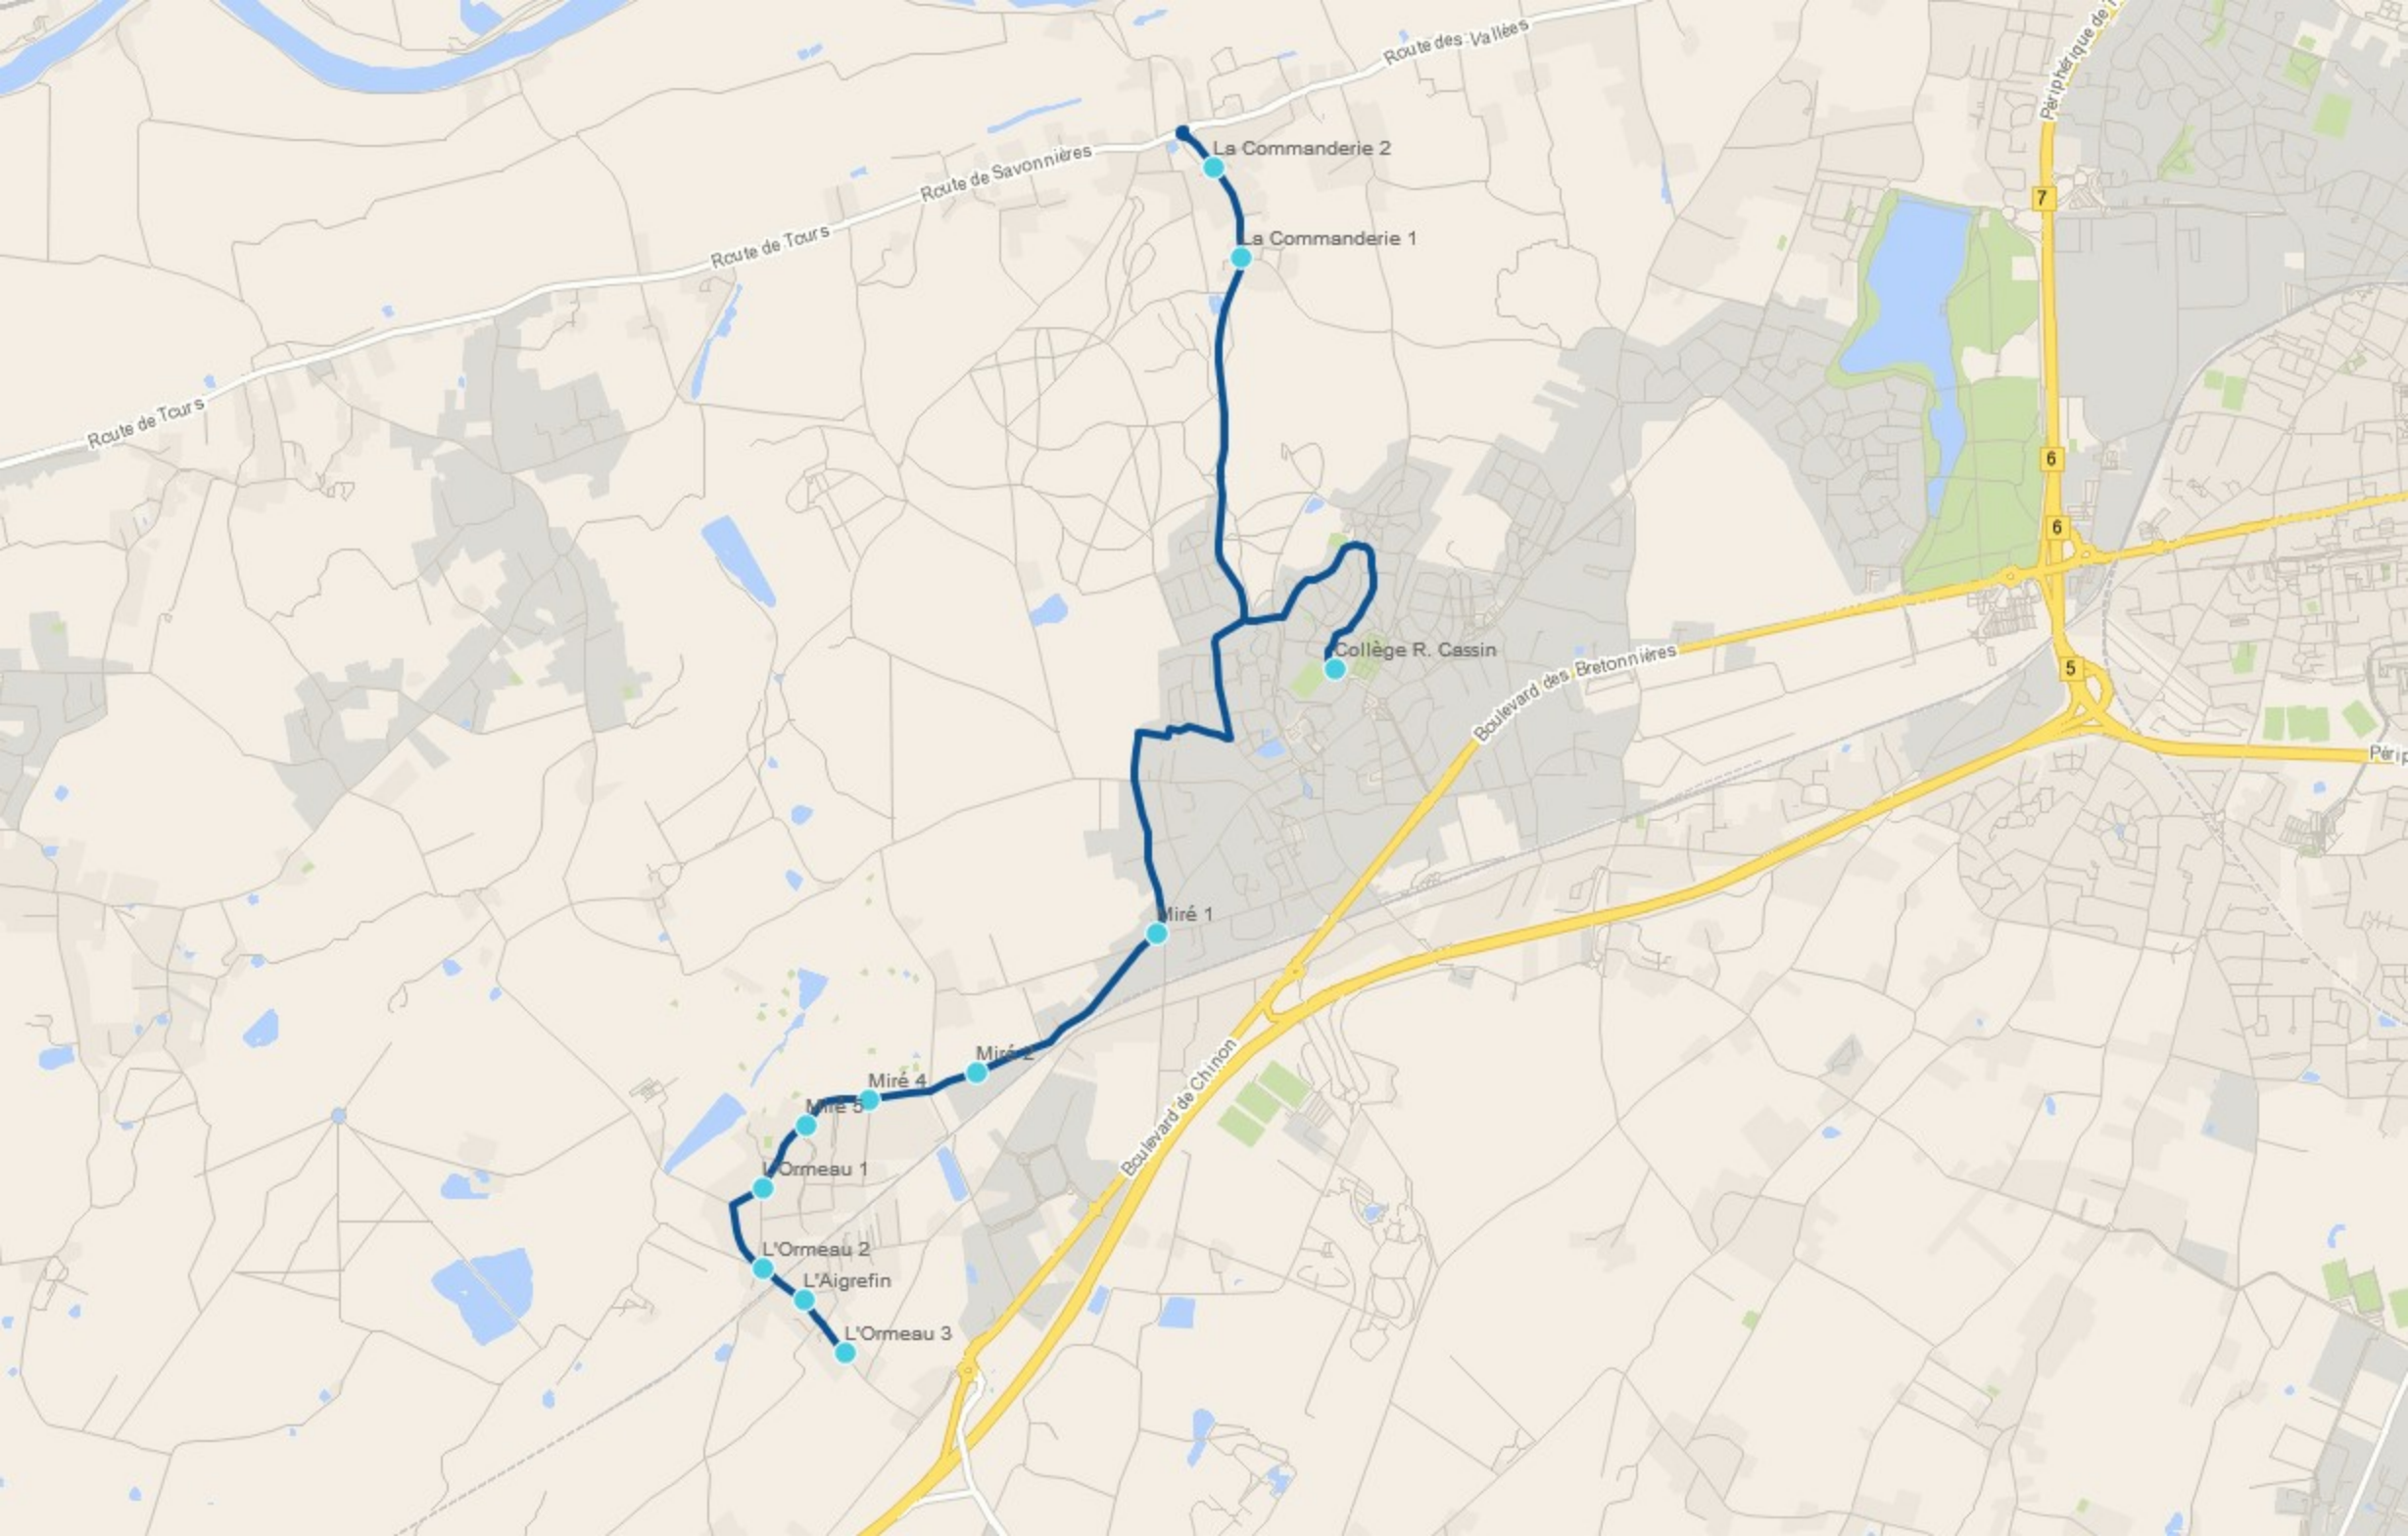 Route des Vallées
Périphérique de T
La Commanderie 2
Route de Savonnières
7
La Commanderie 1
Route de Tours
Route de Tours
6
6
Collège R. Cassin
Boulevard des Bretonnières
5
Périp
Miré 1
Miré 2
Miré 4
Miré 5
Boulevard de Chinon
L'Ormeau 1
L'Ormeau 2
L'Aigrefin
L'Ormeau 3